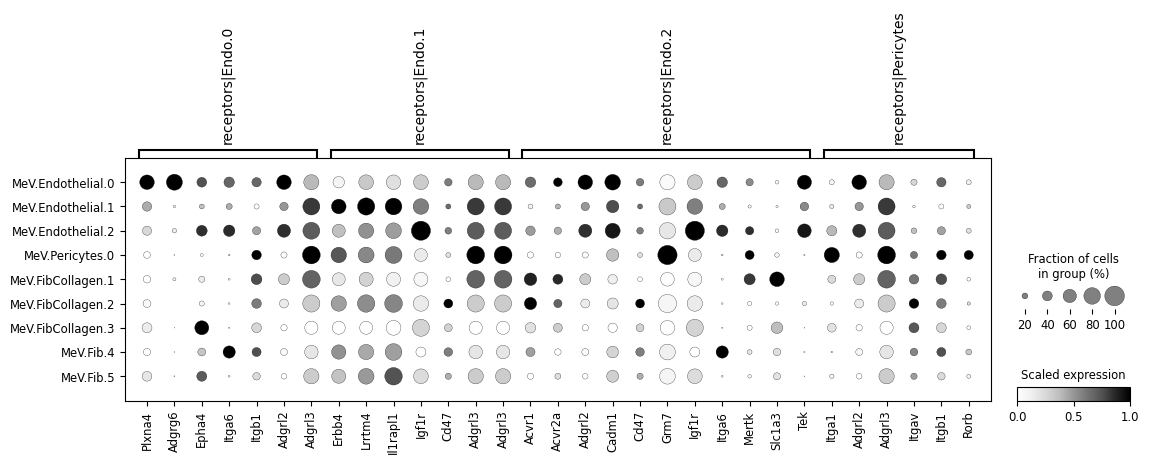 receptors|Endo.0
receptors|Endo.1
receptors|Endo.2
receptors|Pericytes
MeV.Endothelial.0
MeV.Endothelial.1
MeV.Endothelial.2
MeV.Pericytes.0
MeV.FibCollagen.1
MeV.FibCollagen.2
MeV.FibCollagen.3
MeV.Fib.4
MeV.Fib.5
Plxna4
Adgrg6
Epha4
Itga6
Itgb1
Adgrl2
Adgrl3
Erbb4
Lrrtm4
Il1rapl1
Igf1r
Cd47
Adgrl3
Adgrl3
Acvr1
Acvr2a
Adgrl2
Cadm1
Cd47
Grm7
Igf1r
Itga6
Mertk
Slc1a3
Tek
Itga1
Adgrl2
Adgrl3
Itgav
Itgb1
Rorb
Fraction of cells
in group (%)
20 40 60 80 100
Scaled expression
0.0 0.5 1.0